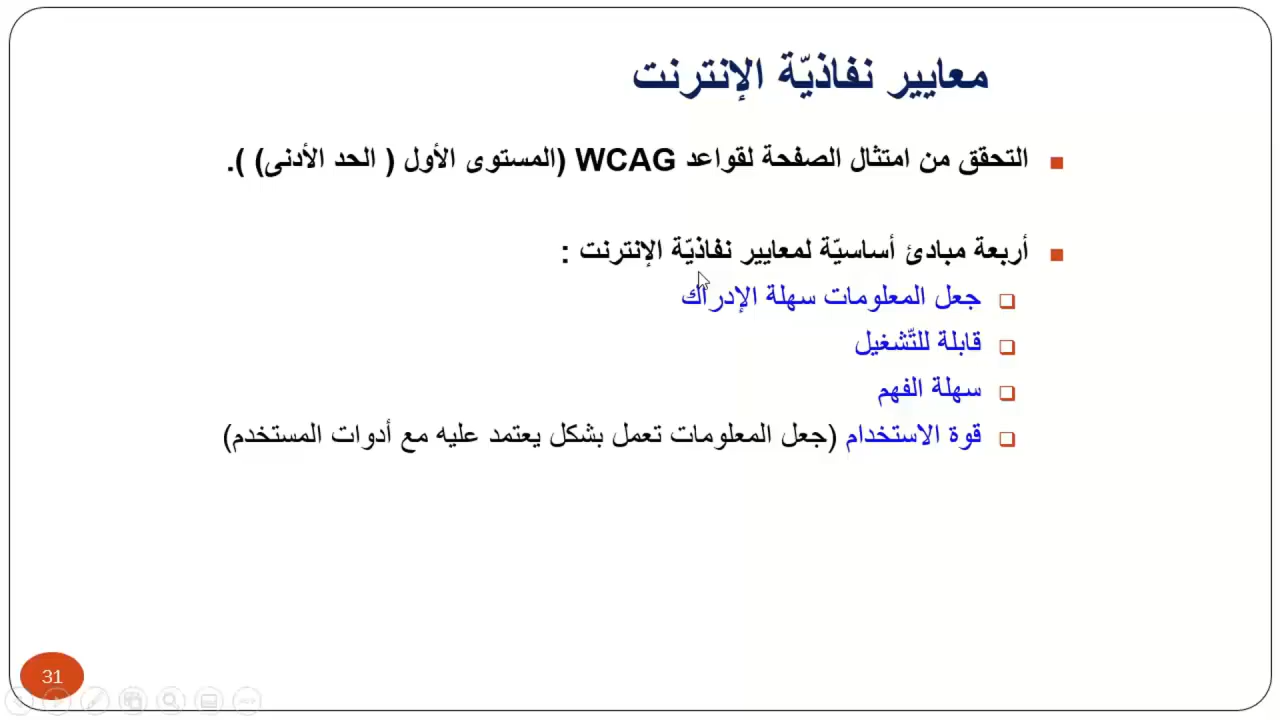 معايير نفاذيّة الإنترنت
التحقق من امتثال الصفحة لقواعد WCAG (المستوى الأول ( الحد الأدنى) ).
أربعة مبادئ أساسيّة لمعايير نفاذيّة الإنترنت :
جعل المعلومات سهلة الإدراك
قابلة للتّشغيل
سهلة الفهم
قوة الاستخدام (جعل المعلومات تعمل بشكل يعتمد عليه مع أدوات المستخدم)
31